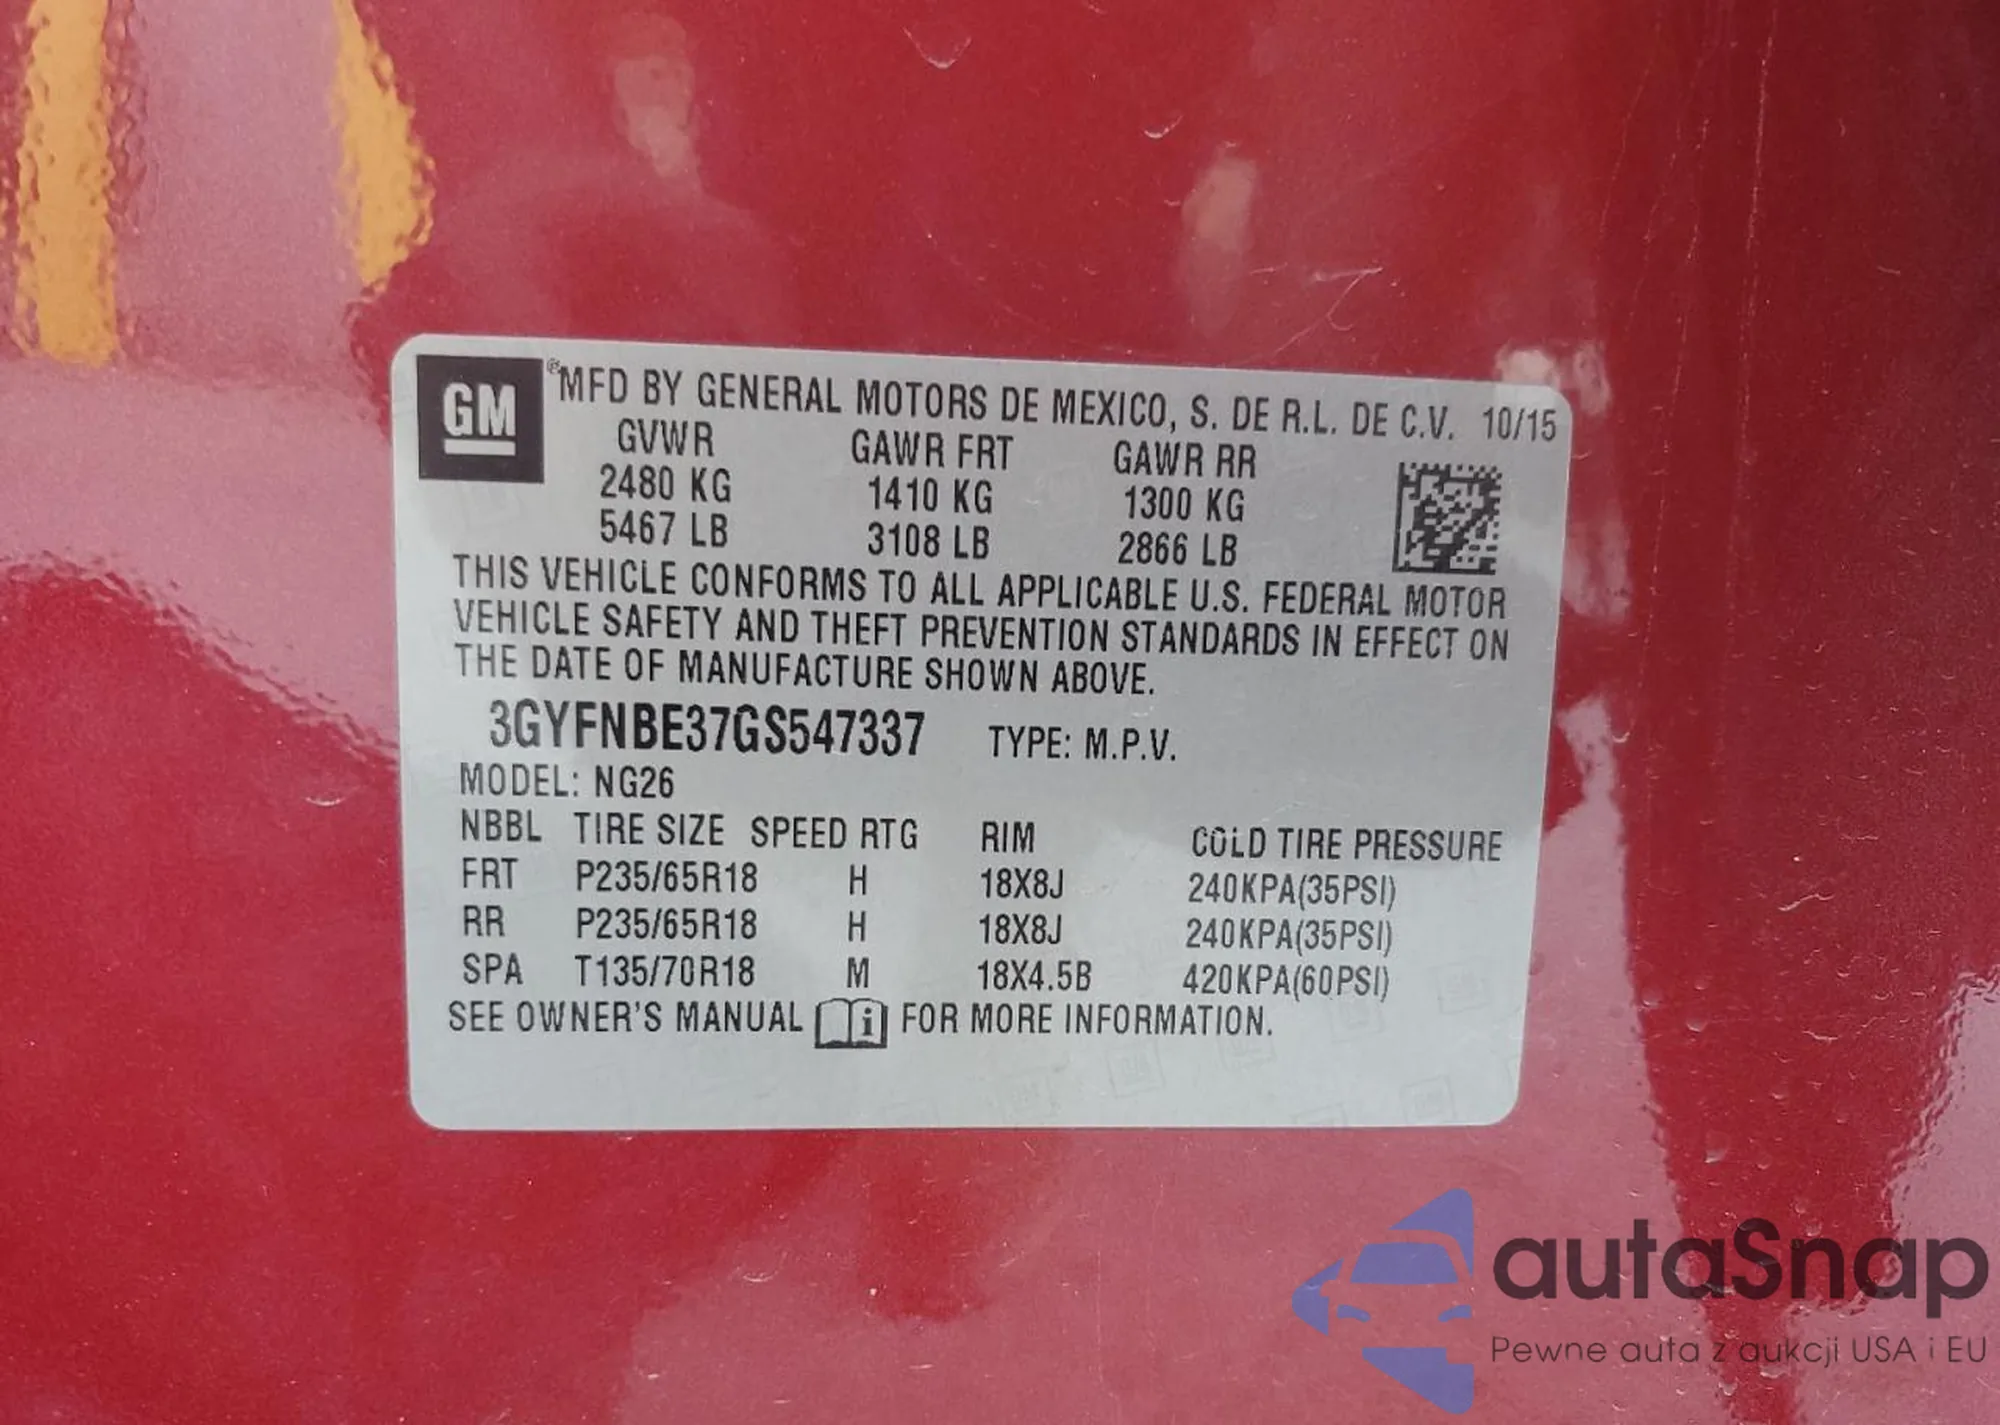 GM ® MFD BY GENERAL MOTORS DE MEXICO, S. DE R.L. DE C.V. 10/15
GVWR GAWR FRT GAWR RR
2480 KG 1410 KG 1300 KG
5467 LB 3108 LB 2866 LB
THIS VEHICLE CONFORMS TO ALL APPLICABLE U.S. FEDERAL MOTOR
VEHICLE SAFETY AND THEFT PREVENTION STANDARDS IN EFFECT ON
THE DATE OF MANUFACTURE SHOWN ABOVE.
3GYFNBE37GS547337 TYPE: M.P.V.
MODEL: NG26
NBBL TIRE SIZE SPEED RTG RIM COLD TIRE PRESSURE
FRT P235/65R18 H 18X8J 240KPA(35PSI)
RR P235/65R18 H 18X8J 240KPA(35PSI)
SPA T135/70R18 M 18X4.5B 420KPA(60PSI)
SEE OWNER'S MANUAL i FOR MORE INFORMATION.
autaSnap
Pewne auta z aukcji USA i EU